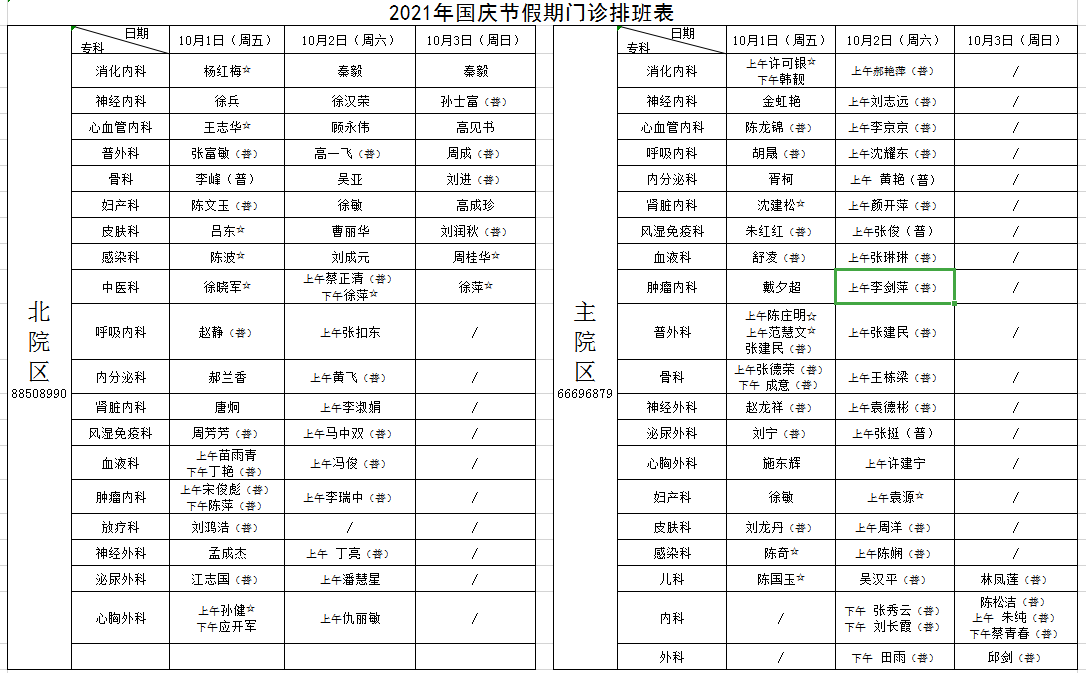 2021年国庆节假期门诊排班表
北院区
88508990
日期
专科
10月1日（周五）
10月2日（周六）
10月3日（周日）
消化内科 杨红梅☆ 秦毅 秦毅
神经内科 徐兵 徐汉荣 孙士富（普）
心血管内科 王志华☆ 顾永伟 高见书
普外科 张富敏（普） 高一飞（普） 周成（普）
骨科 李峰（普） 吴亚 刘进（普）
妇产科 陈文玉（普） 徐敏 高成珍
皮肤科 吕东☆ 曹丽华 刘润秋（普）
感染科 陈波☆ 刘成元 周桂华☆
中医科 徐晓军☆ 上午蔡正清（普）
下午徐萍☆ 徐萍☆
呼吸内科 赵静（普） 上午张扣东 /
内分泌科 郝兰香 上午黄飞（普） /
肾脏内科 唐炯 上午李淑娟 /
风湿免疫科 周芳芳（普） 上午马中双（普） /
血液科 上午苗雨青
下午丁艳（普） 上午冯俊（普） /
肿瘤内科 上午宋俊彪（普）
下午陈萍（普） 上午李瑞中（普） /
放疗科 刘鸿浩（普） / /
神经外科 孟成杰 上午 丁亮（普） /
泌尿外科 江志国（普） 上午潘慧星 /
心胸外科 上午孙健☆
下午应开军 上午仇丽敏 /
主院区
66696879
日期
专科
10月1日（周五）
10月2日（周六）
10月3日（周日）
消化内科 上午许可银☆
下午韩靓 上午郝艳萍（普） /
神经内科 金虹艳 上午刘志远（普） /
心血管内科 陈龙锦（普） 上午李京京（普） /
呼吸内科 胡晟（普） 上午沈耀东（普） /
内分泌科 胥柯 上午 黄艳（普） /
肾脏内科 沈建松☆ 上午颜开萍（普） /
风湿免疫科 朱红红（普） 上午张俊（普） /
血液科 舒凌（普） 上午张琳琳（普） /
肿瘤内科 戴夕超 上午李剑萍（普） /
普外科 上午陈庄明☆
上午范慧文☆
张建民（普） 上午张建民（普） /
骨科 上午张德荣（普）
下午 成意（普） 上午王栋梁（普） /
神经外科 赵龙祥（普） 上午袁德彬（普） /
泌尿外科 刘宁（普） 上午张挺（普） /
心胸外科 施东辉 上午许建宁 /
妇产科 徐敏 上午袁源☆ /
皮肤科 刘龙丹（普） 上午周洋（普） /
感染科 陈奇☆ 上午陈娴（普） /
儿科 陈国玉☆ 吴汉平（普） 林凤莲（普）
内科 / 下午 张秀云（普）
下午 刘长霞（普） 陈松洁（普）
上午 朱纯（普）
下午蔡青春（普）
外科 / 下午 田雨（普） 邱剑（普）